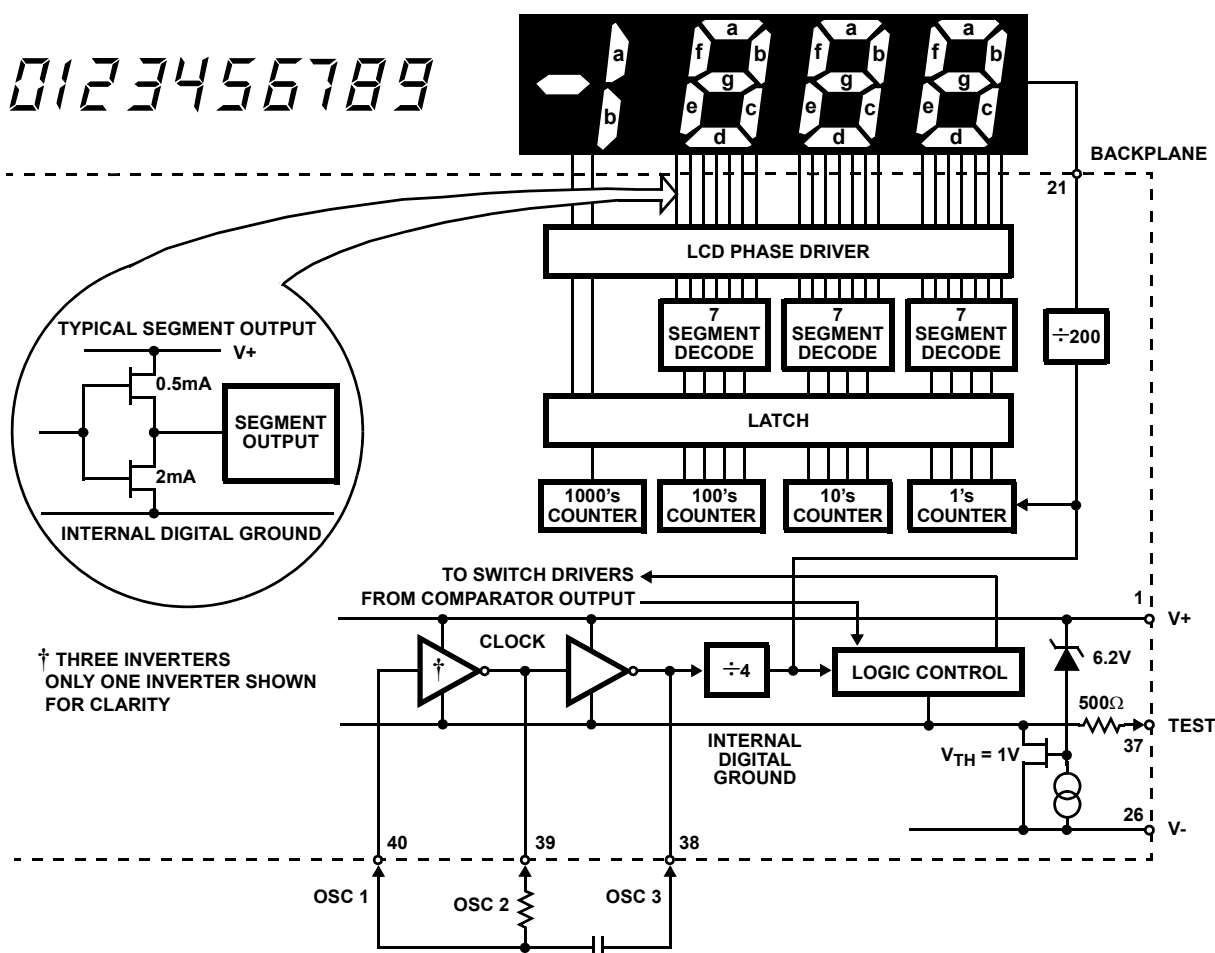 0123456789
a
b
a
f
b
g
e
c
d
a
f
b
g
e
c
d
a
f
b
g
e
c
d
BACKPLANE
21
LCD PHASE DRIVER
7
SEGMENT
DECODE
7
SEGMENT
DECODE
7
SEGMENT
DECODE
÷200
TYPICAL SEGMENT OUTPUT
V+
0.5mA
SEGMENT
OUTPUT
2mA
INTERNAL DIGITAL GROUND
LATCH
1000's
COUNTER
100's
COUNTER
10's
COUNTER
1's
COUNTER
TO SWITCH DRIVERS
FROM COMPARATOR OUTPUT
1
V+
† THREE INVERTERS
ONLY ONE INVERTER SHOWN
FOR CLARITY
†
CLOCK
÷4
LOGIC CONTROL
6.2V
500Ω
TEST
37
INTERNAL
DIGITAL
GROUND
VTH = 1V
26
V-
40
39
38
OSC 1
OSC 2
OSC 3